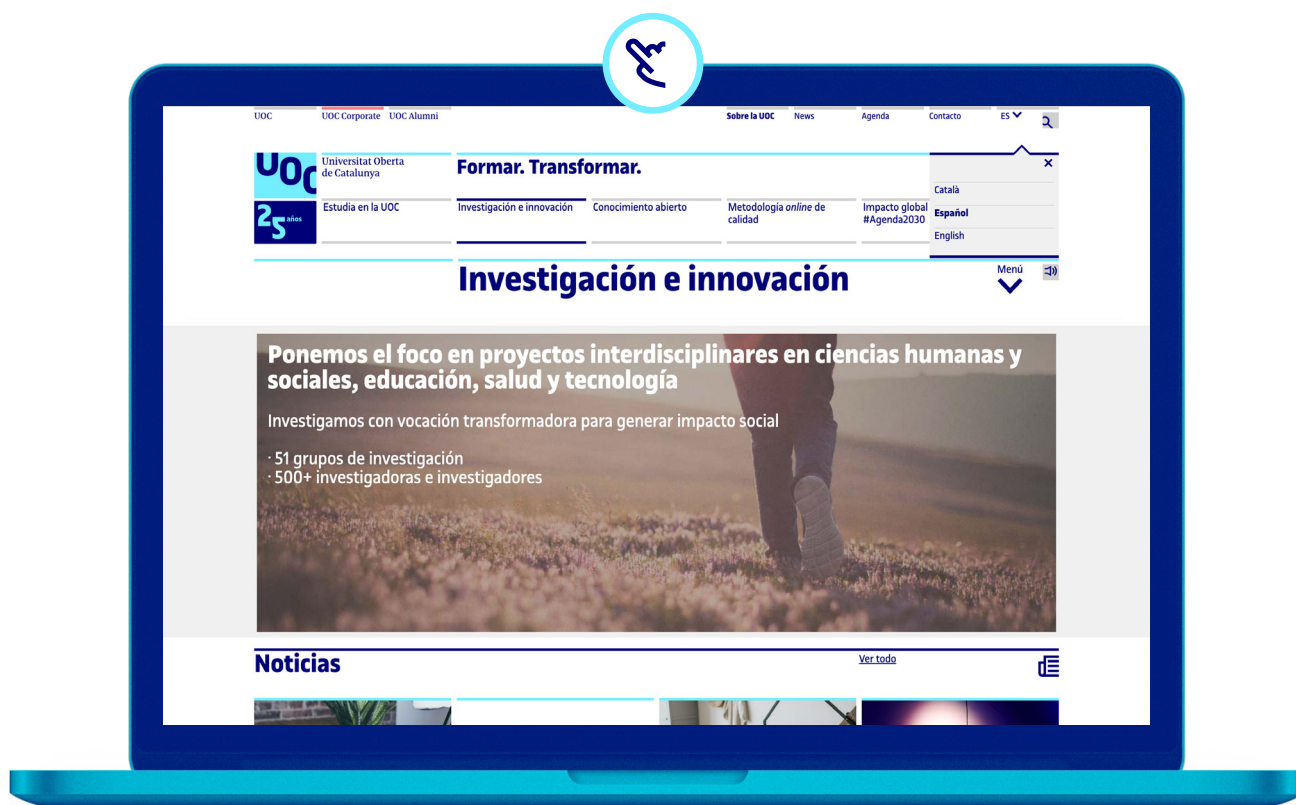 UOC
UOC Corporate
UOC Alumni
Sobre la UOC
News
Agenda
Contacto
ES
UOC
Universitat Oberta
de Catalunya
Formar. Transformar.
25 años
Estudia en la UOC
Investigación e innovación
Conocimiento abierto
Metodología online de
calidad
Impacto global
#Agenda2030
Català
Español
English
Investigación e innovación
Menú
Ponemos el foco en proyectos interdisciplinares en ciencias humanas y
sociales, educación, salud y tecnología
Investigamos con vocación transformadora para generar impacto social
· 51 grupos de investigación
· 500+ investigadoras e investigadores
Noticias
Ver todo